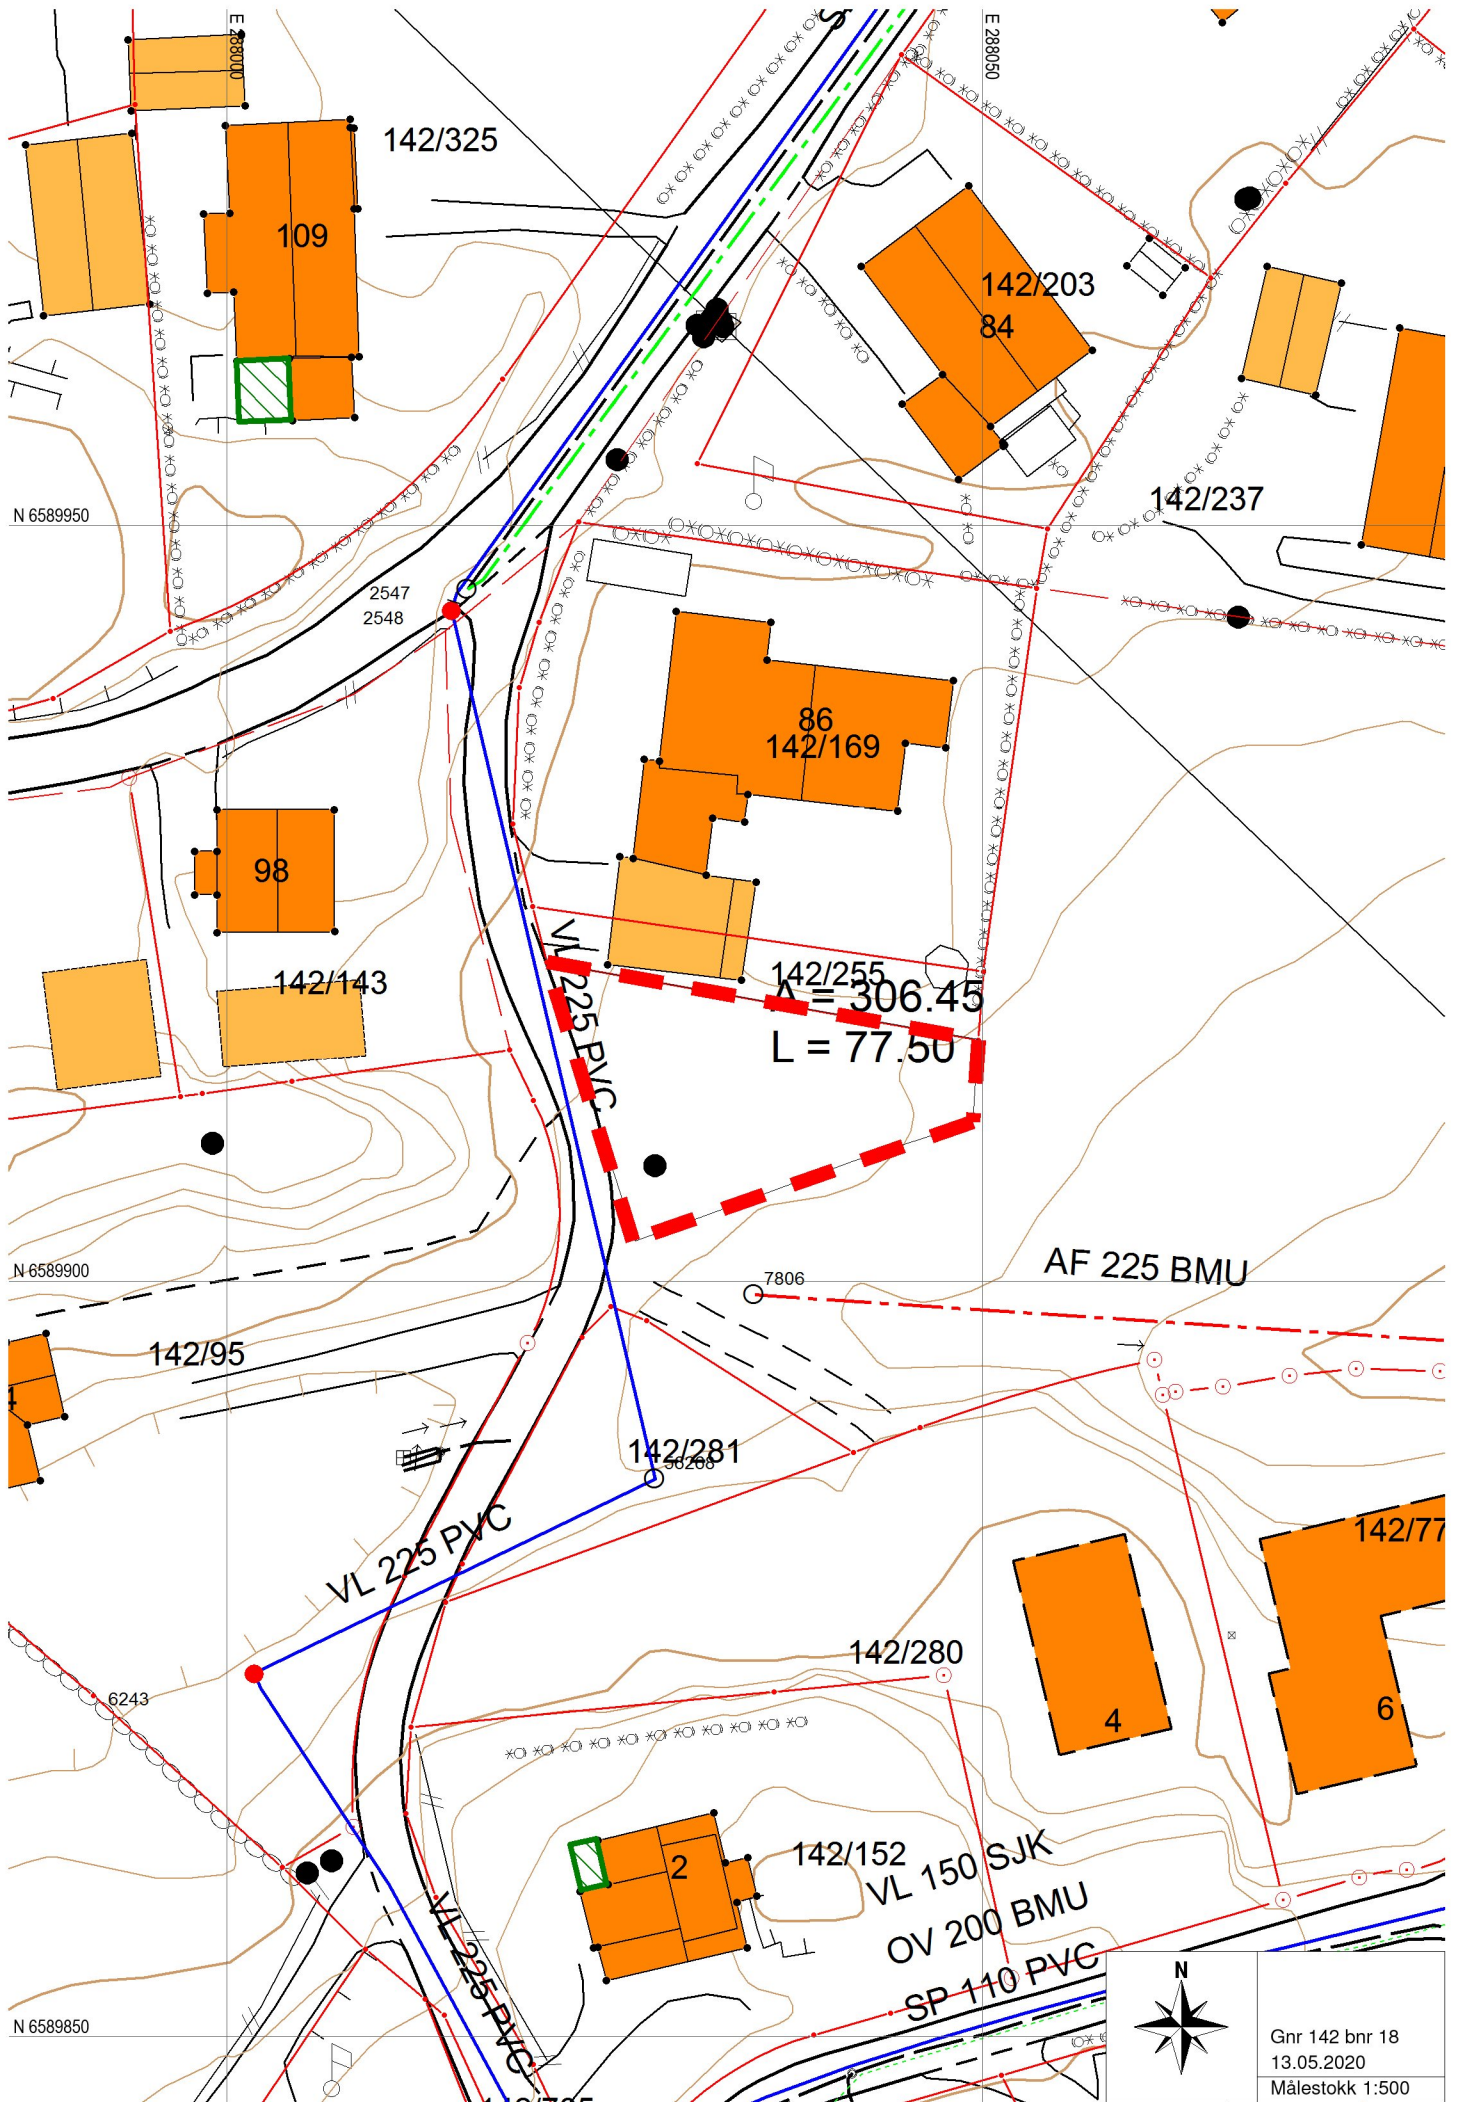 E 288000
E 288050
142/325
109
142/203
84
142/237
N 6589950
2547
2548
86
142/169
98
142/143
VL 225 PVC
142/255
A = 306.45
L = 77.50
N 6589900
7806
AF 225 BMU
142/95
142/281
VL 225 PVC
142/77
142/280
6243
4
6
2
142/152
VL 150 SJK
OV 200 BMU
SP 110 PVC
VL 225 PVC
N 6589850
N
Gnr 142 bnr 18
13.05.2020
Målestokk 1:500